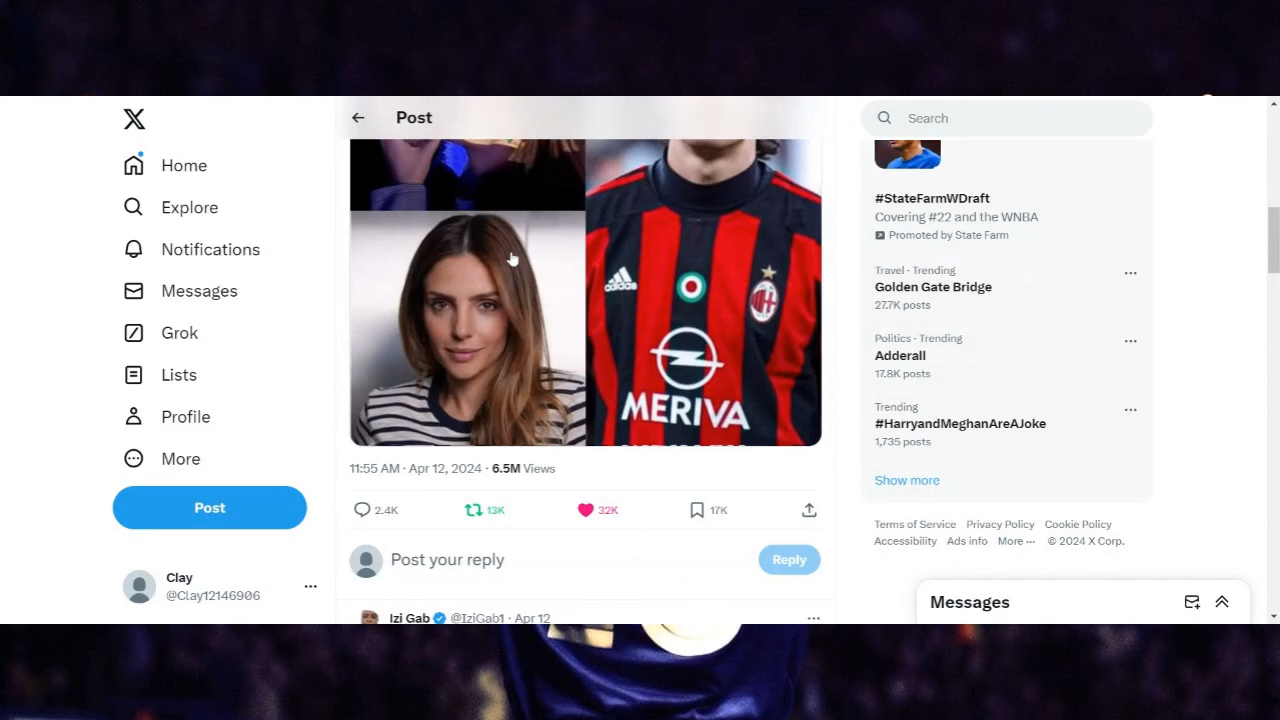 Post
Search
Home
Explore
Notifications
Messages
Grok
Lists
Profile
More
Post
Clay
@Clay12146906
adidas
MERIVA
11:55 AM · Apr 12, 2024 · 6.5M Views
2.4K 13K 32K 17K
Post your reply
Reply
Izi Gab @IziGab1 · Apr 12
#StateFarmWDraft
Covering #22 and the WNBA
Promoted by State Farm
Travel · Trending
Golden Gate Bridge
27.7K posts
Politics · Trending
Adderall
17.8K posts
Trending
#HarryandMeghanAreAJoke
1,735 posts
Show more
Terms of Service Privacy Policy Cookie Policy
Accessibility Ads info More ··· © 2024 X Corp.
Messages